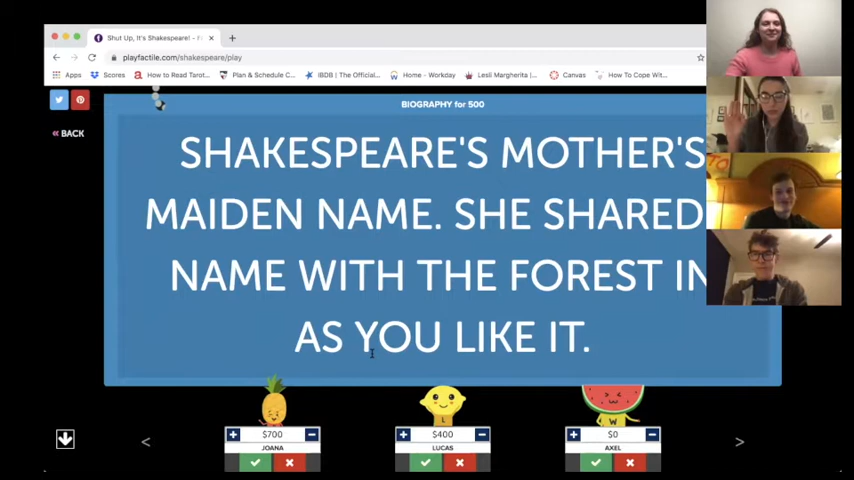 Shut Up, It's Shakespeare! - F
playfactile.com/shakespeare/play
Apps Scores How to Read Tarot... Plan & Schedule C... IBDB | The Official... Home - Workday Lesli Margherita |... Canvas How To Cope Wit...
BIOGRAPHY for 500
« BACK
SHAKESPEARE'S MOTHER'S
MAIDEN NAME. SHE SHARED
NAME WITH THE FOREST IN
AS YOU LIKE IT.
L W
+ $700 − + $400 − + $0 −
JOANA LUCAS AXEL